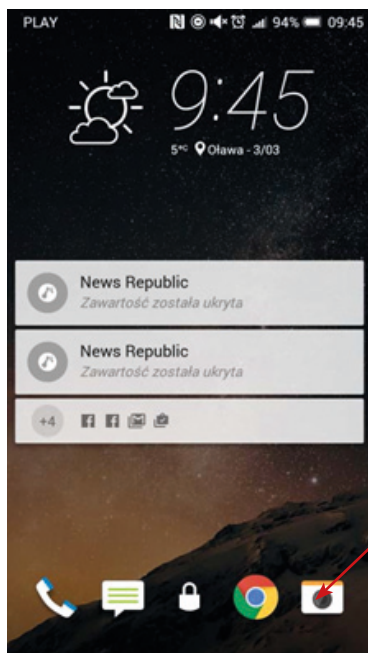 PLAY 94% 09:45
9:45
5°C Oława - 3/03
News Republic
Zawartość została ukryta
News Republic
Zawartość została ukryta
+4